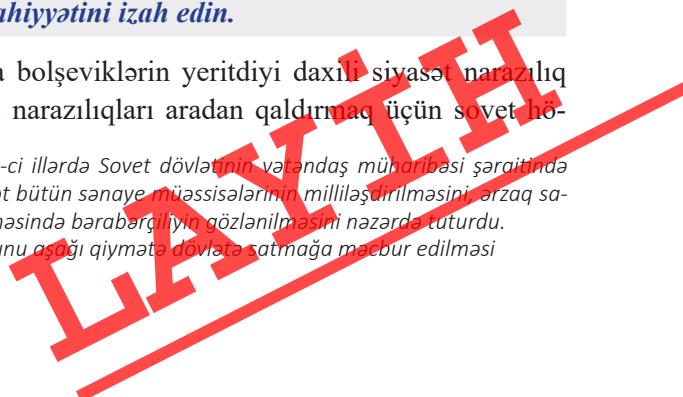 ahiyyətini izah edin.
a bolşeviklərin yeritdiyi daxili siyasət narazılıq
narazılıqları aradan qaldırmaq üçün sovet hö-
-ci illərdə Sovet dövlətinin vətəndaş müharibəsi şəraitində
ət bütün sənaye müəssisələrinin milliləşdirilməsini, ərzaq sa-
məsində bərabərçiliyin gözlənilməsini nəzərdə tuturdu.
unu aşağı qiymətə dövlətə satmağa məcbur edilməsi
LAYİH